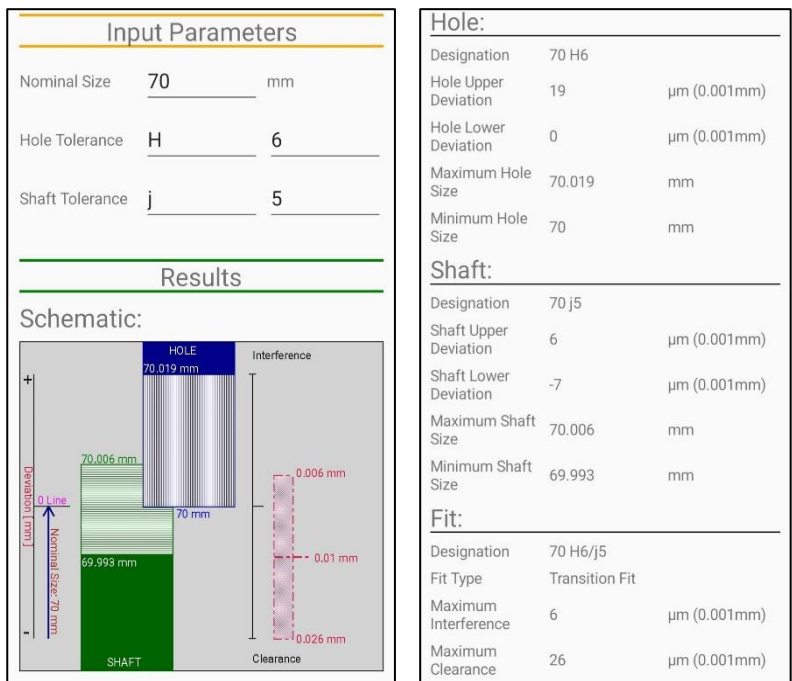 Input Parameters
Nominal Size 70 mm
Hole Tolerance H 6
Shaft Tolerance j 5
Results
Schematic:
HOLE
70.019 mm
Interference
+
70.006 mm
0.006 mm
Deviation [ mm ]
0 Line
70 mm
Nominal Size: 70 mm
69.993 mm
0.01 mm
-
0.026 mm
SHAFT
Clearance
Hole:
Designation 70 H6
Hole Upper
Deviation 19 µm (0.001mm)
Hole Lower
Deviation 0 µm (0.001mm)
Maximum Hole
Size 70.019 mm
Minimum Hole
Size 70 mm
Shaft:
Designation 70 j5
Shaft Upper
Deviation 6 µm (0.001mm)
Shaft Lower
Deviation -7 µm (0.001mm)
Maximum Shaft
Size 70.006 mm
Minimum Shaft
Size 69.993 mm
Fit:
Designation 70 H6/j5
Fit Type Transition Fit
Maximum
Interference 6 µm (0.001mm)
Maximum
Clearance 26 µm (0.001mm)